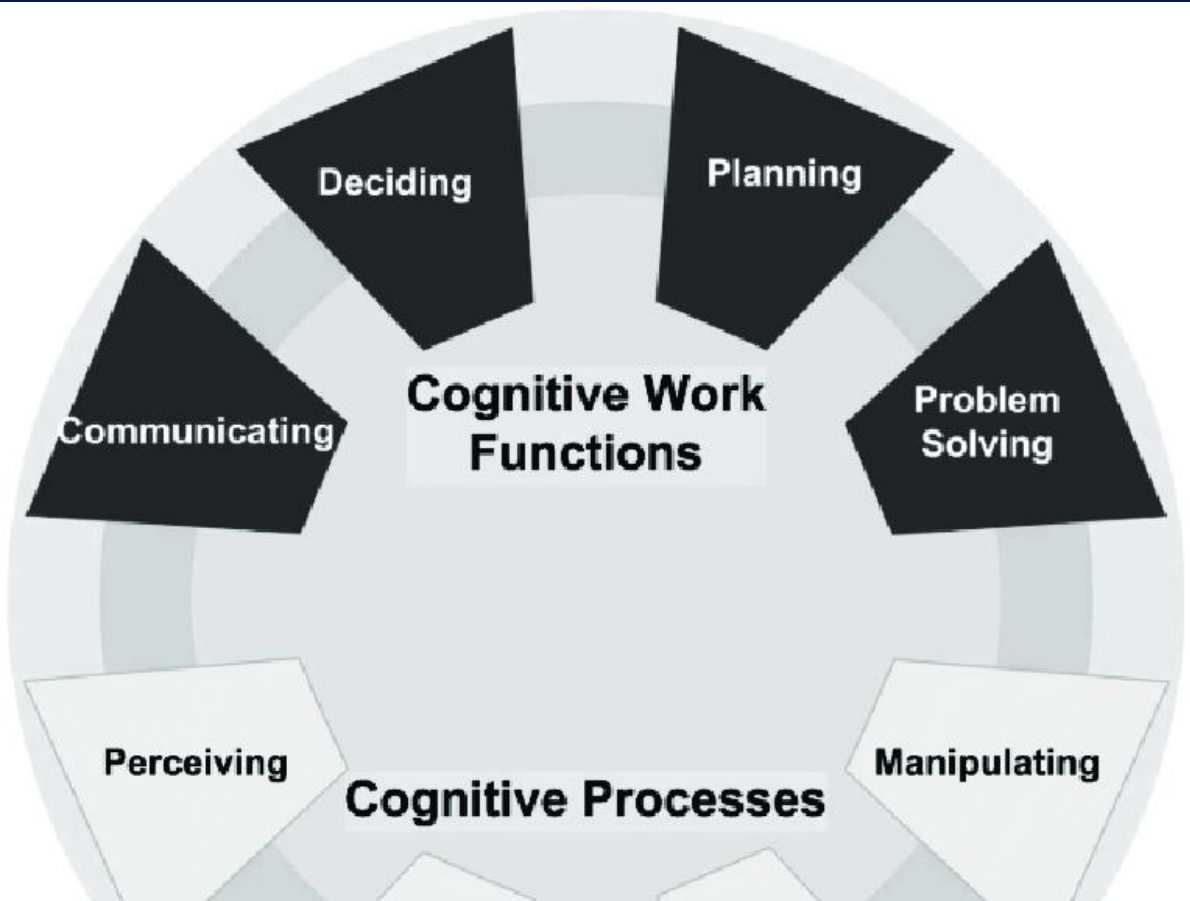 Deciding
Planning
Communicating
Cognitive Work
Functions
Problem
Solving
Perceiving
Manipulating
Cognitive Processes